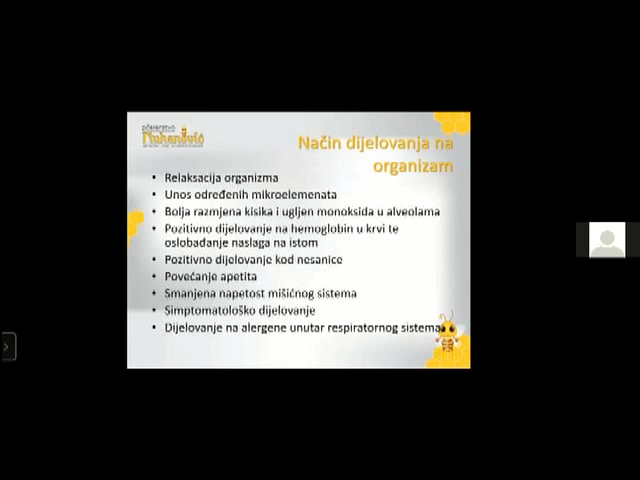 pčelarstvo
Muhanović
Način dijelovanja na
organizam
• Relaksacija organizma
• Unos određenih mikroelemenata
• Bolja razmjena kisika i ugljen monoksida u alveolama
• Pozitivno dijelovanje na hemoglobin u krvi te
oslobađanje naslaga na istom
• Pozitivno dijelovanje kod nesanice
• Povećanje apetita
• Smanjena napetost mišićnog sistema
• Simptomatološko dijelovanje
• Dijelovanje na alergene unutar respiratornog sistema